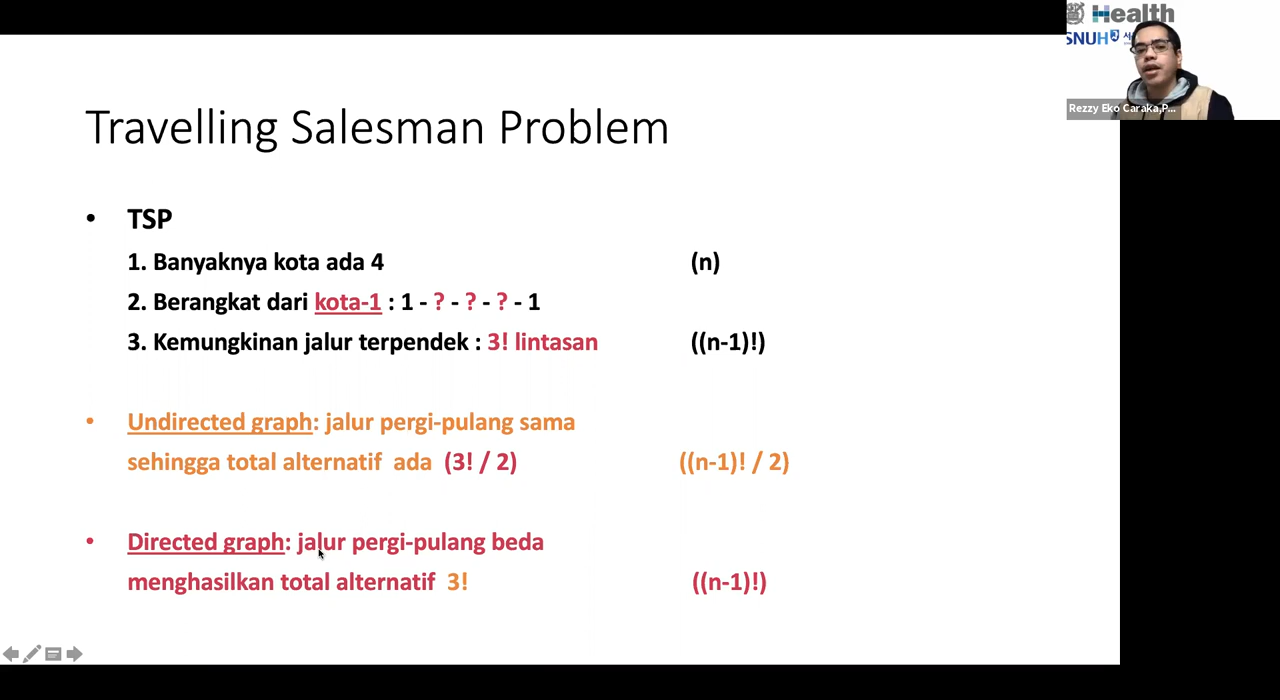 Health
SNUH
Rezzy Eko Caraka,P...
Travelling Salesman Problem
• TSP
1. Banyaknya kota ada 4 (n)
2. Berangkat dari kota-1 : 1 - ? - ? - ? - 1
3. Kemungkinan jalur terpendek : 3! lintasan ((n-1)!)
• Undirected graph: jalur pergi-pulang sama
sehingga total alternatif ada (3! / 2) ((n-1)! / 2)
• Directed graph: jalur pergi-pulang beda
menghasilkan total alternatif 3! ((n-1)!)